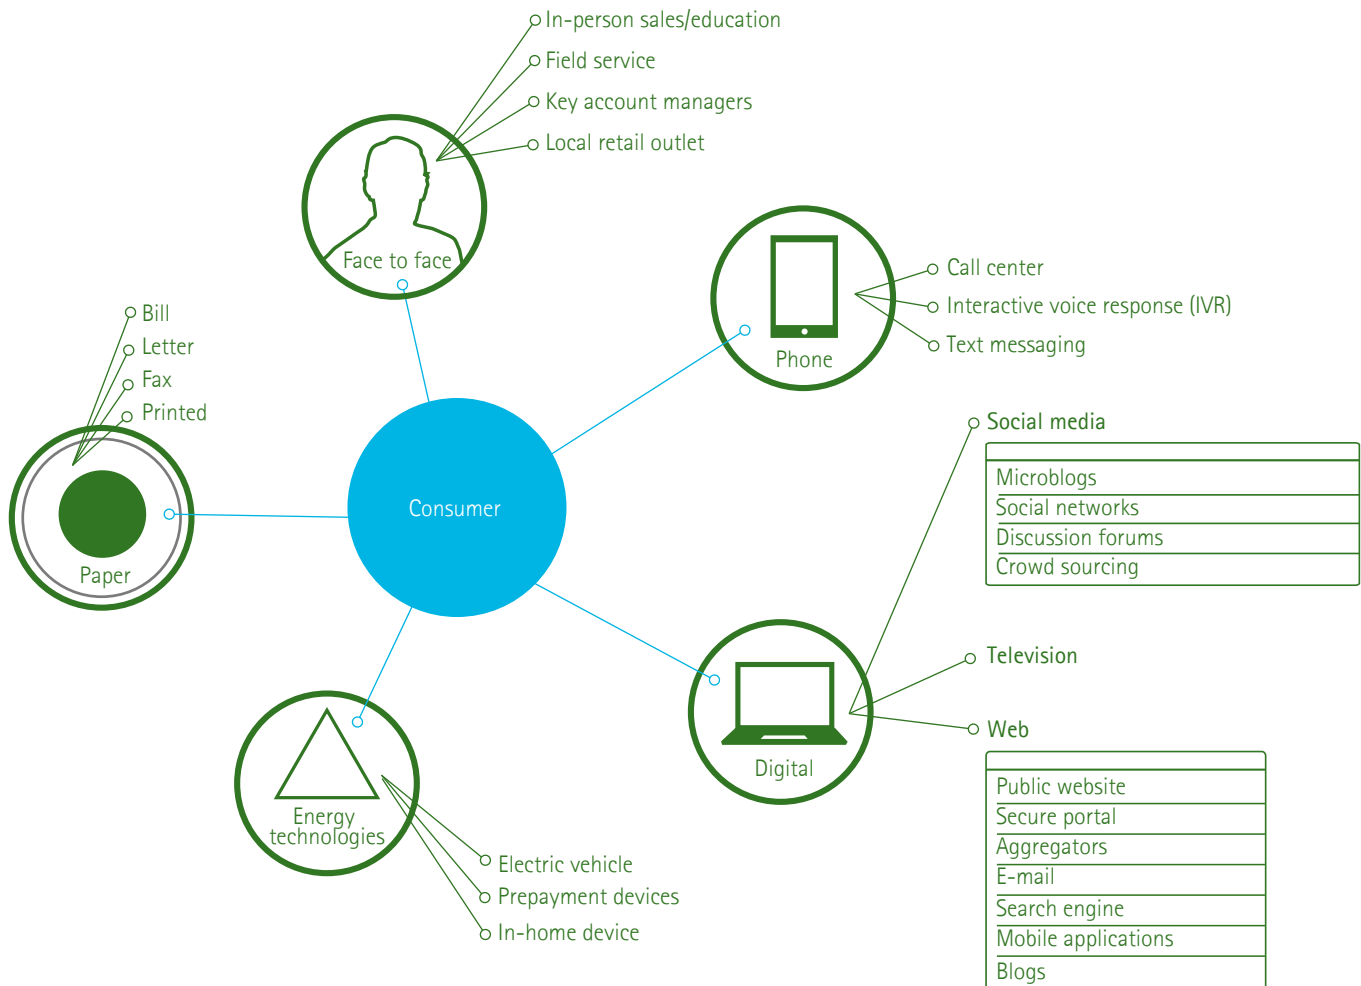 In-person sales/education
Field service
Key account managers
Local retail outlet
Face to face
Call center
Interactive voice response (IVR)
Text messaging
Phone
Bill
Letter
Fax
Printed
Paper
Consumer
Social media
Microblogs
Social networks
Discussion forums
Crowd sourcing
Television
Web
Public website
Secure portal
Aggregators
E-mail
Search engine
Mobile applications
Blogs
Digital
Energy
technologies
Electric vehicle
Prepayment devices
In-home device